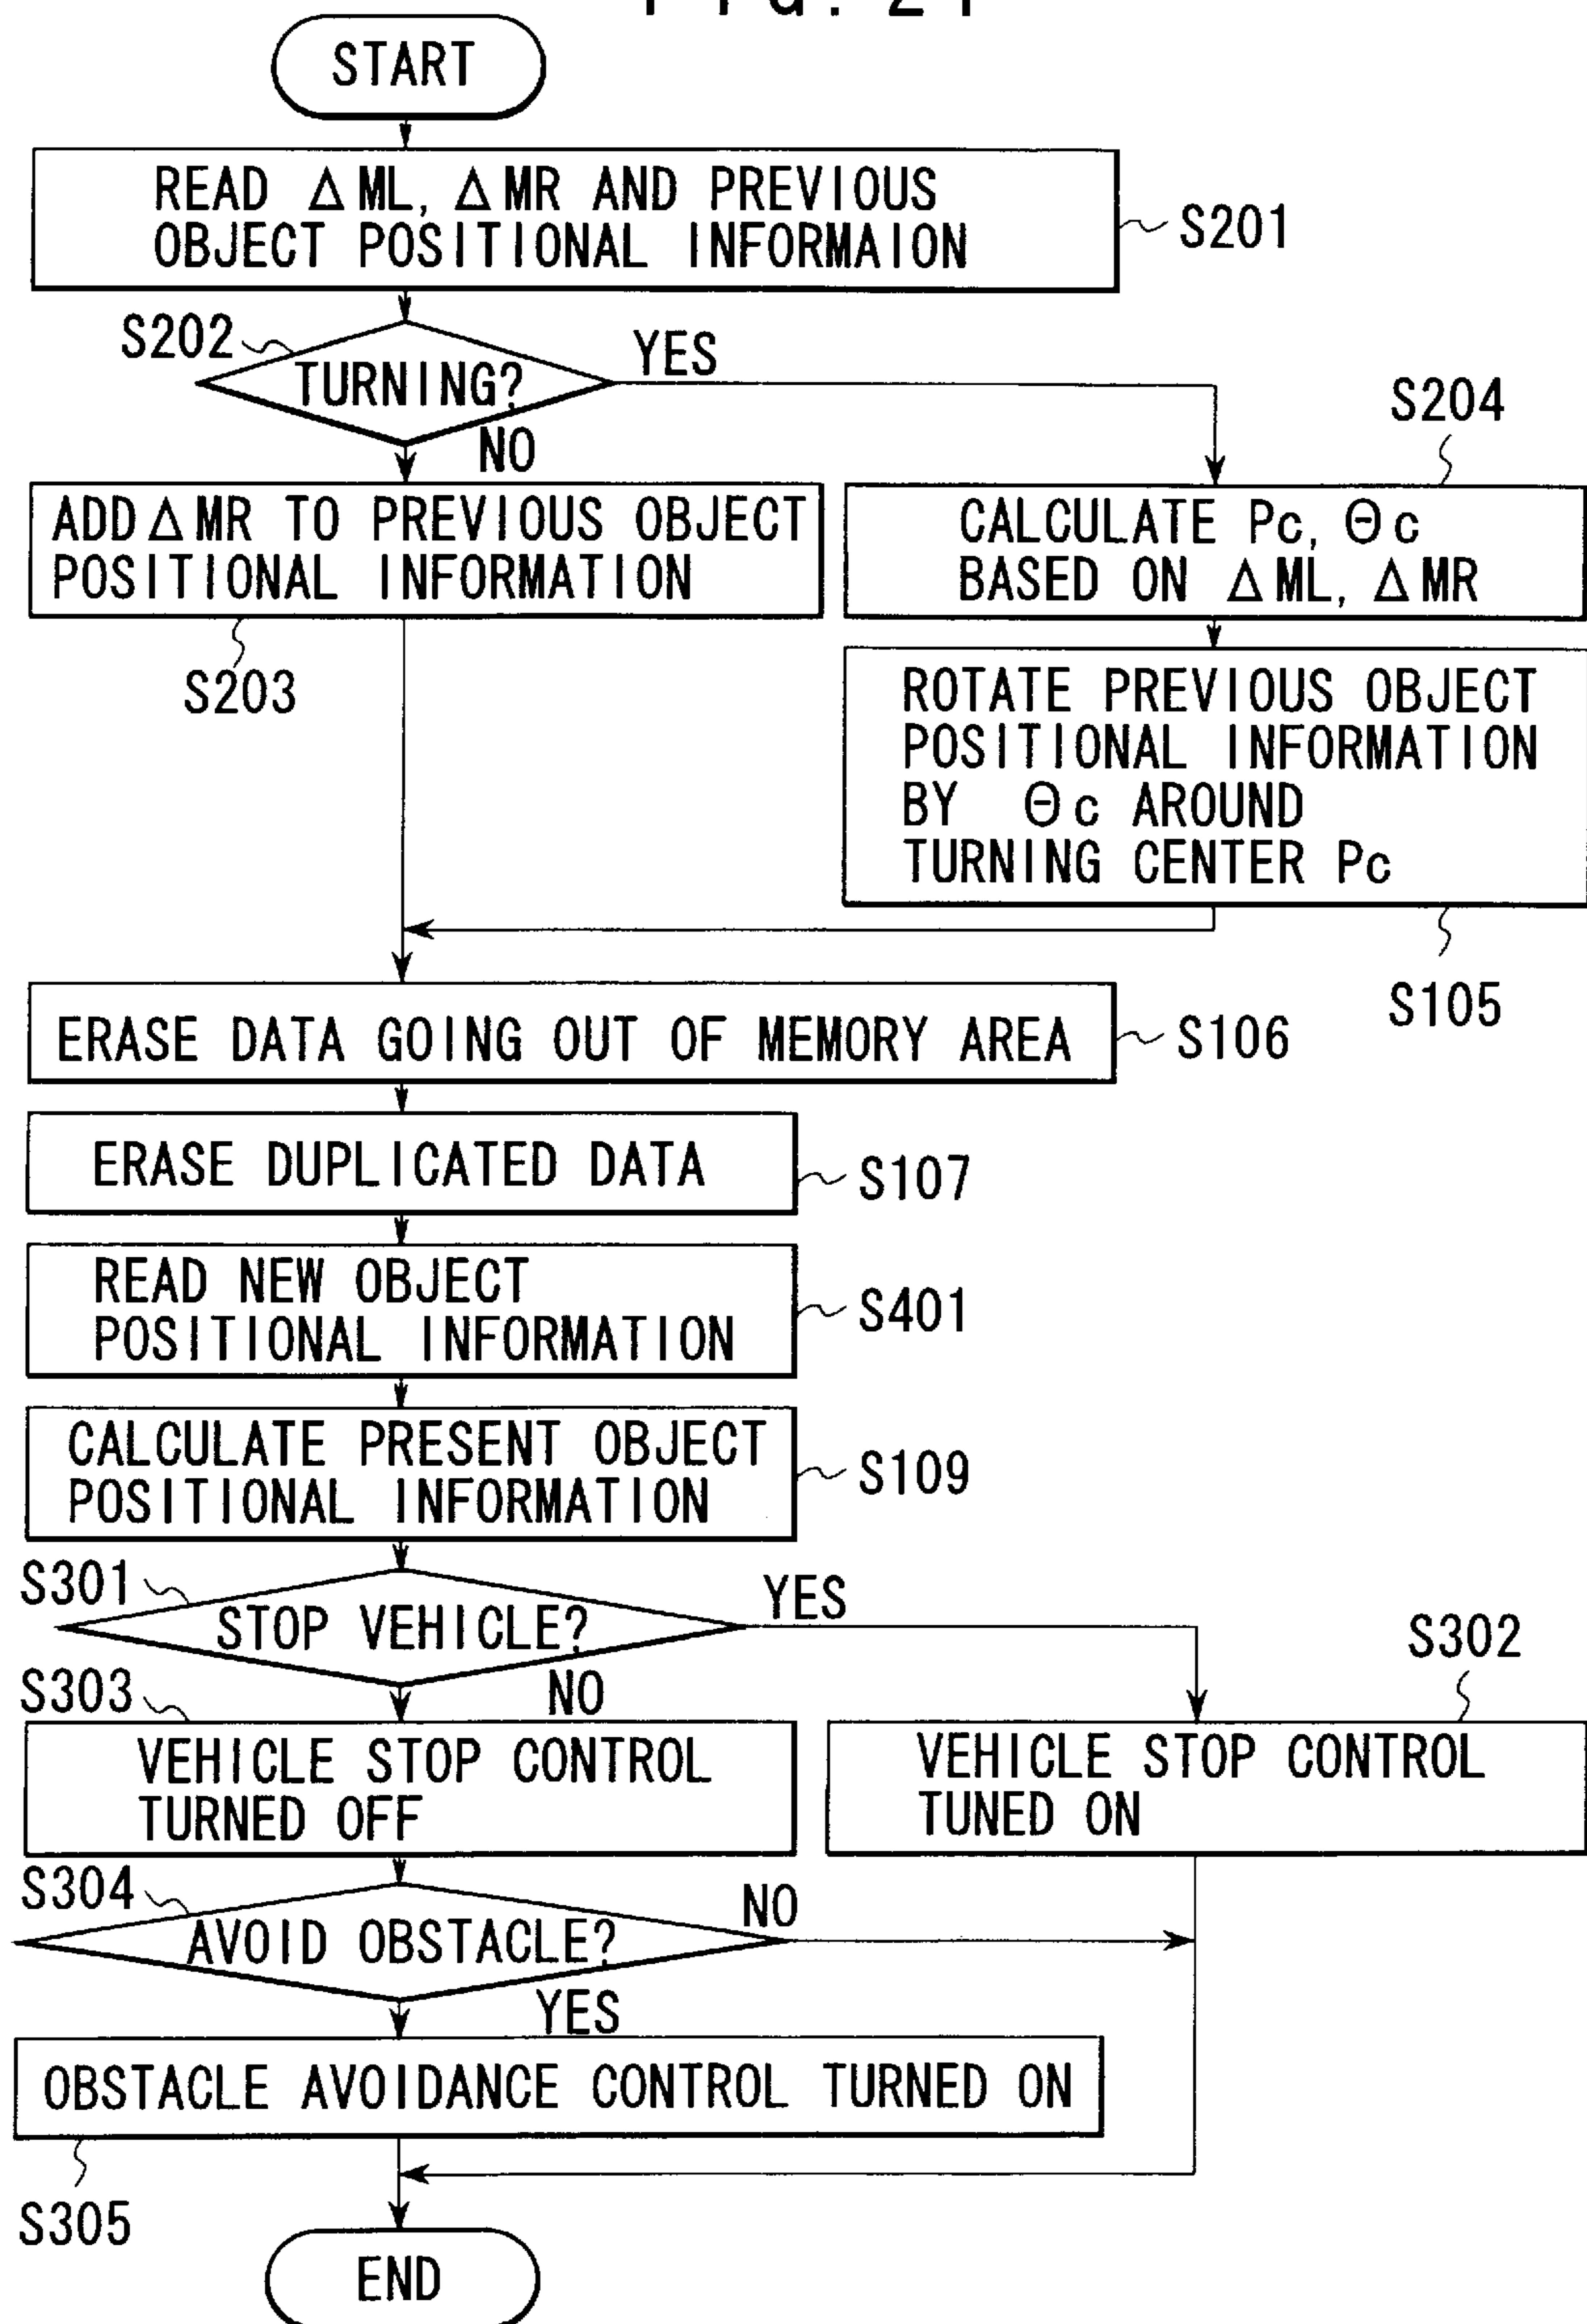 FIG. 21
START
READ ΔML, ΔMR AND PREVIOUS
OBJECT POSITIONAL INFORMAION
S201
S202
TURNING?
YES
NO
S204
ADD ΔMR TO PREVIOUS OBJECT
POSITIONAL INFORMATION
S203
CALCULATE Pc, Θc
BASED ON ΔML, ΔMR
ROTATE PREVIOUS OBJECT
POSITIONAL INFORMATION
BY Θc AROUND
TURNING CENTER Pc
S105
ERASE DATA GOING OUT OF MEMORY AREA
S106
ERASE DUPLICATED DATA
S107
READ NEW OBJECT
POSITIONAL INFORMATION
S401
CALCULATE PRESENT OBJECT
POSITIONAL INFORMATION
S109
S301
STOP VEHICLE?
YES
NO
S302
S303
VEHICLE STOP CONTROL
TURNED OFF
VEHICLE STOP CONTROL
TUNED ON
S304
AVOID OBSTACLE?
NO
YES
OBSTACLE AVOIDANCE CONTROL TURNED ON
S305
END